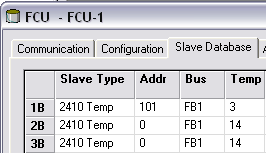 FCU - FCU-1
Communication Configuration Slave Database
Slave Type Addr Bus Temp
1B 2410 Temp 101 FB1 3
2B 2410 Temp 0 FB1 14
3B 2410 Temp 0 FB1 14